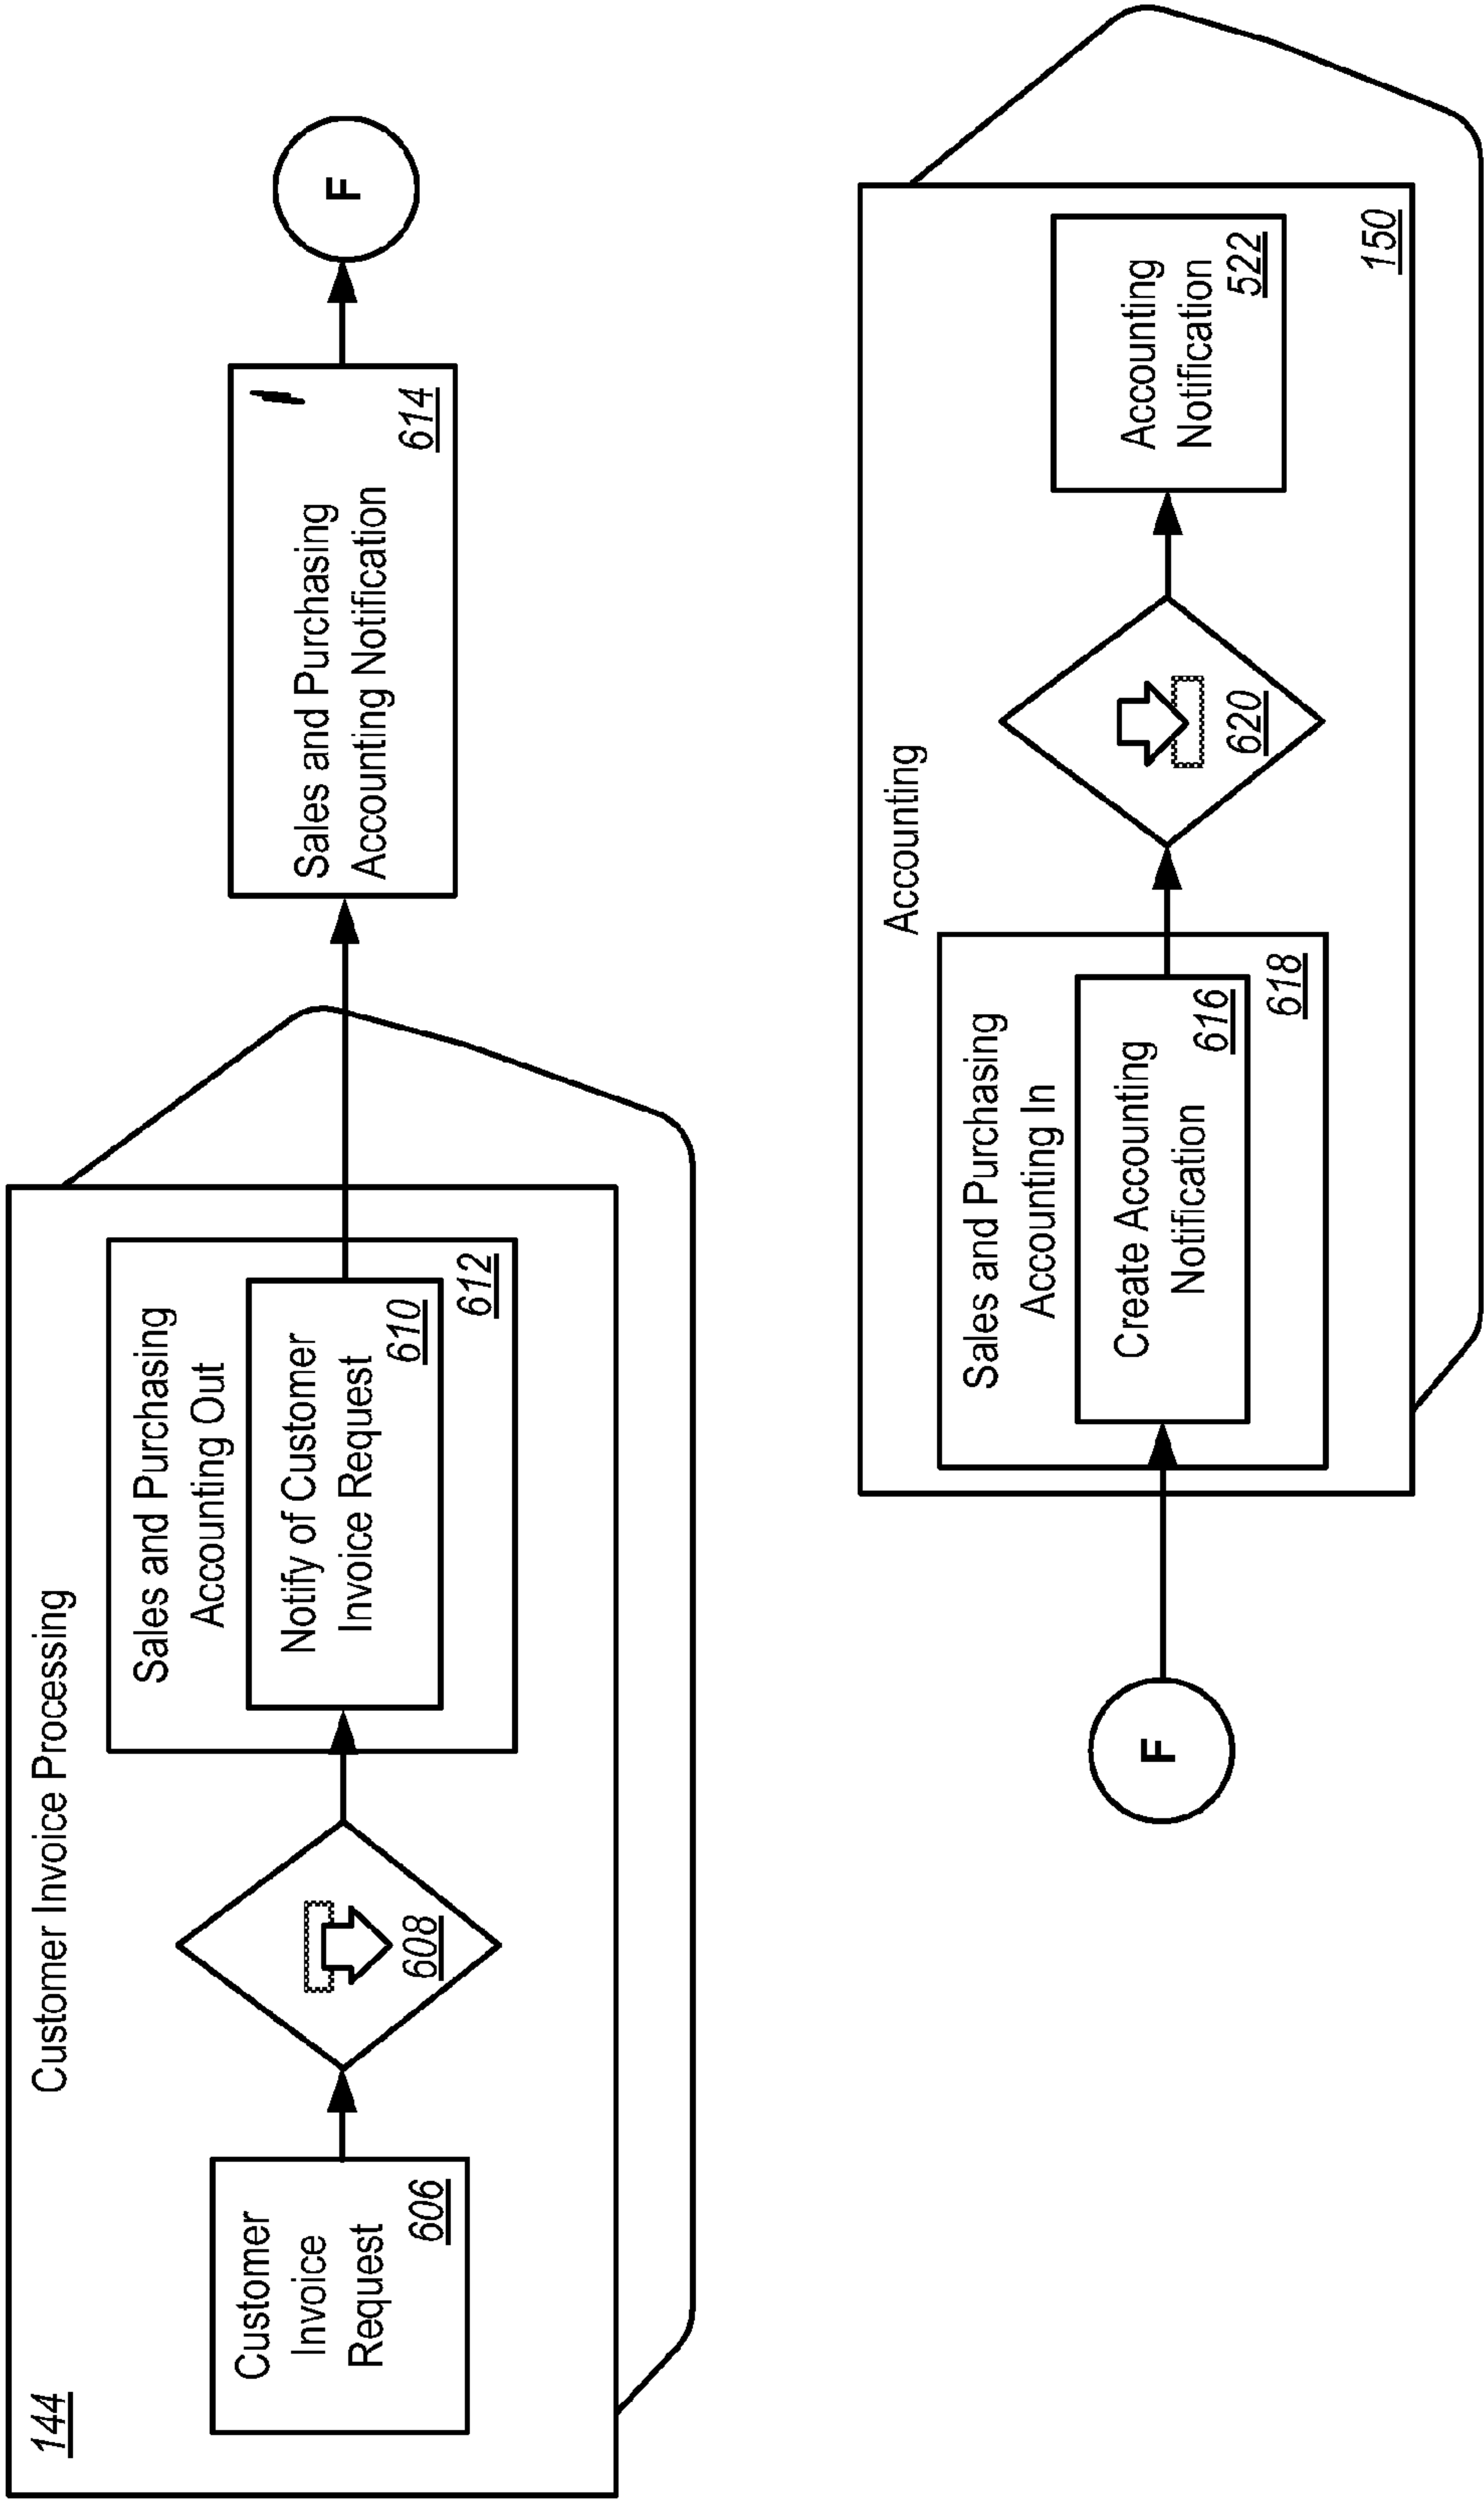 144
Customer Invoice Processing
Customer
Invoice
Request
606
608
Sales and Purchasing
Accounting Out
Notify of Customer
Invoice Request
610
612
Sales and Purchasing
Accounting Notification
614
F
F
Accounting
Sales and Purchasing
Accounting In
Create Accounting
Notification
616
618
620
Accounting
Notification
522
150